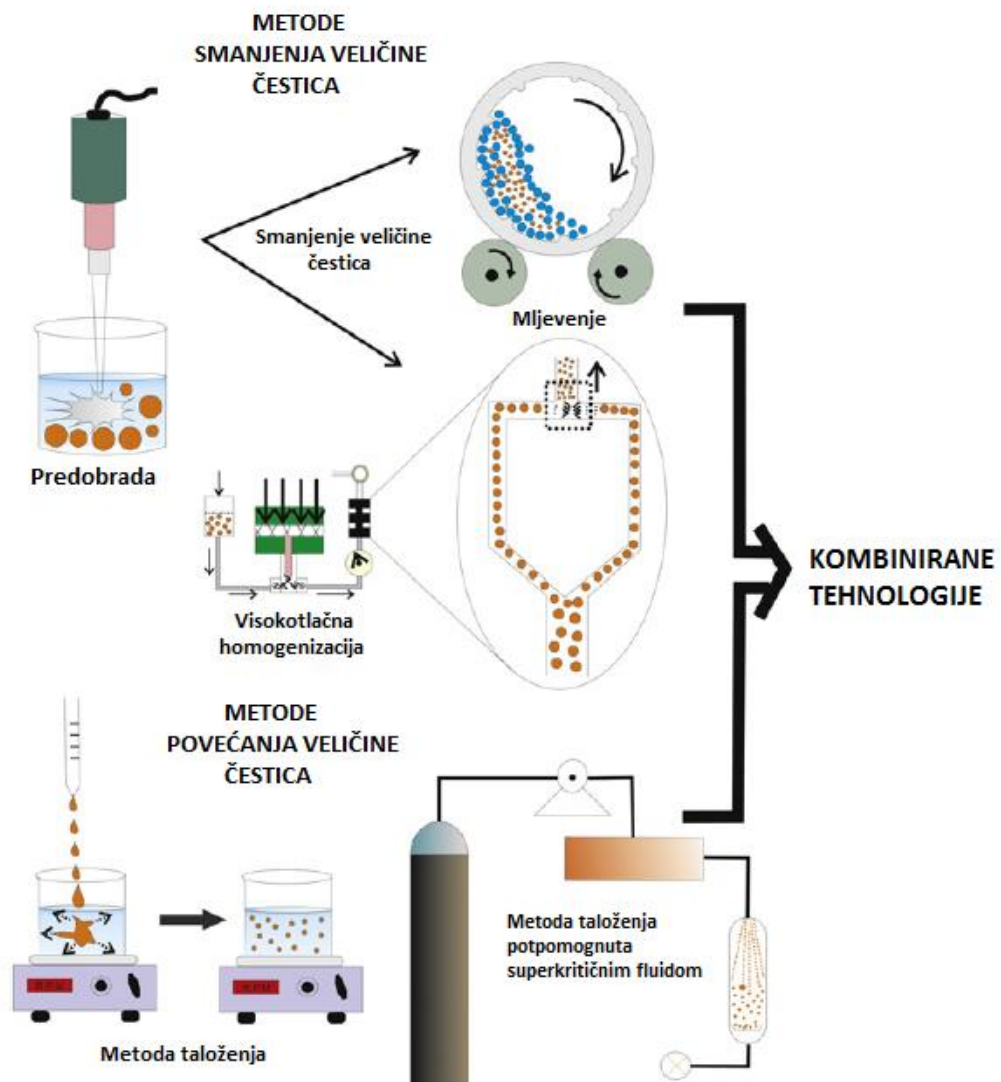 METODE
SMANJENJA VELIČINE
ČESTICA
Smanjenje veličine
čestica
Mljevenje
Predobrada
Visokotlačna
homogenizacija
KOMBINIRANE
TEHNOLOGIJE
METODE
POVEĆANJA VELIČINE
ČESTICA
Metoda taloženja
potpomognuta
superkritičnim fluidom
Metoda taloženja